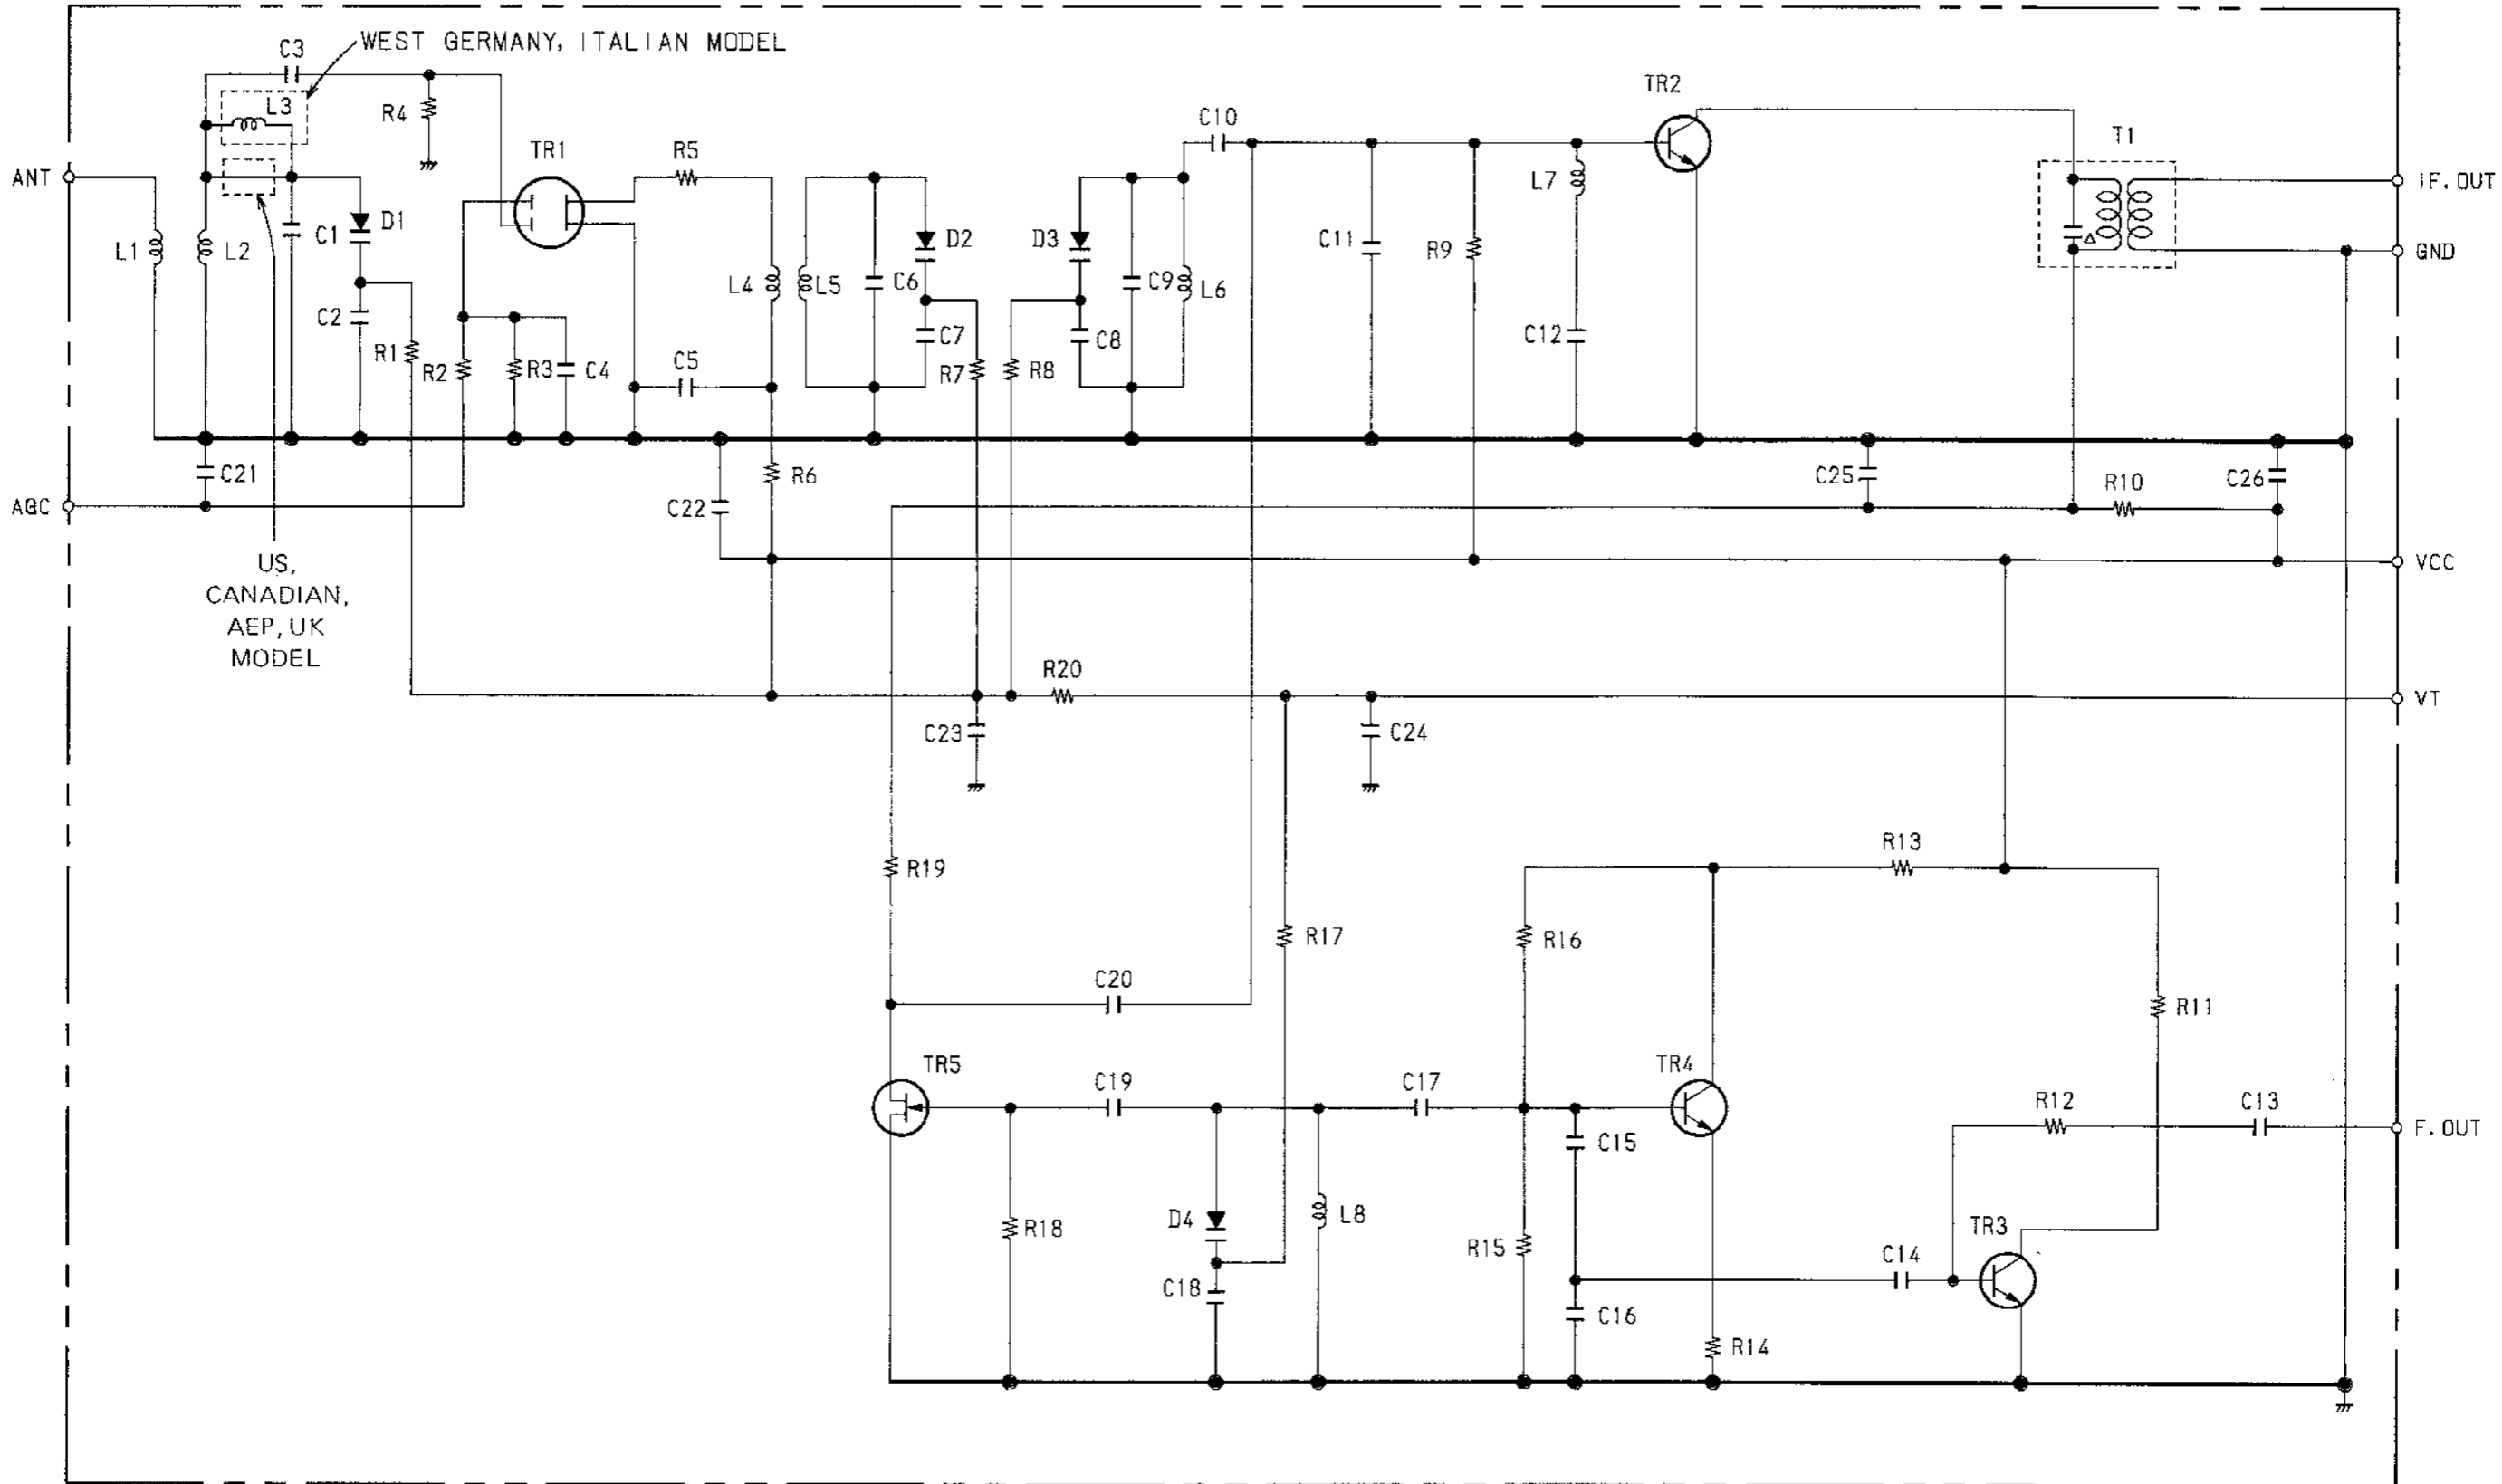 WEST GERMANY, ITALIAN MODEL
C3
L3
R4
TR2
C10
T1
TR1
R5
ANT
IF.OUT
L7
C1
D1
L1
L2
D2
D3
C11
R9
GND
L4
L5
C6
C9
L6
C2
C7
C8
C12
R1
R2
R3
C4
C5
R7
R8
C21
R6
C25
R10
C26
AGC
C22
US,
CANADIAN,
AEP, UK
MODEL
VCC
R20
VT
C23
C24
R13
R19
R17
R16
C20
R11
TR5
C19
C17
TR4
R12
C13
F.OUT
C15
R18
D4
L8
R15
TR3
C14
C18
C16
R14